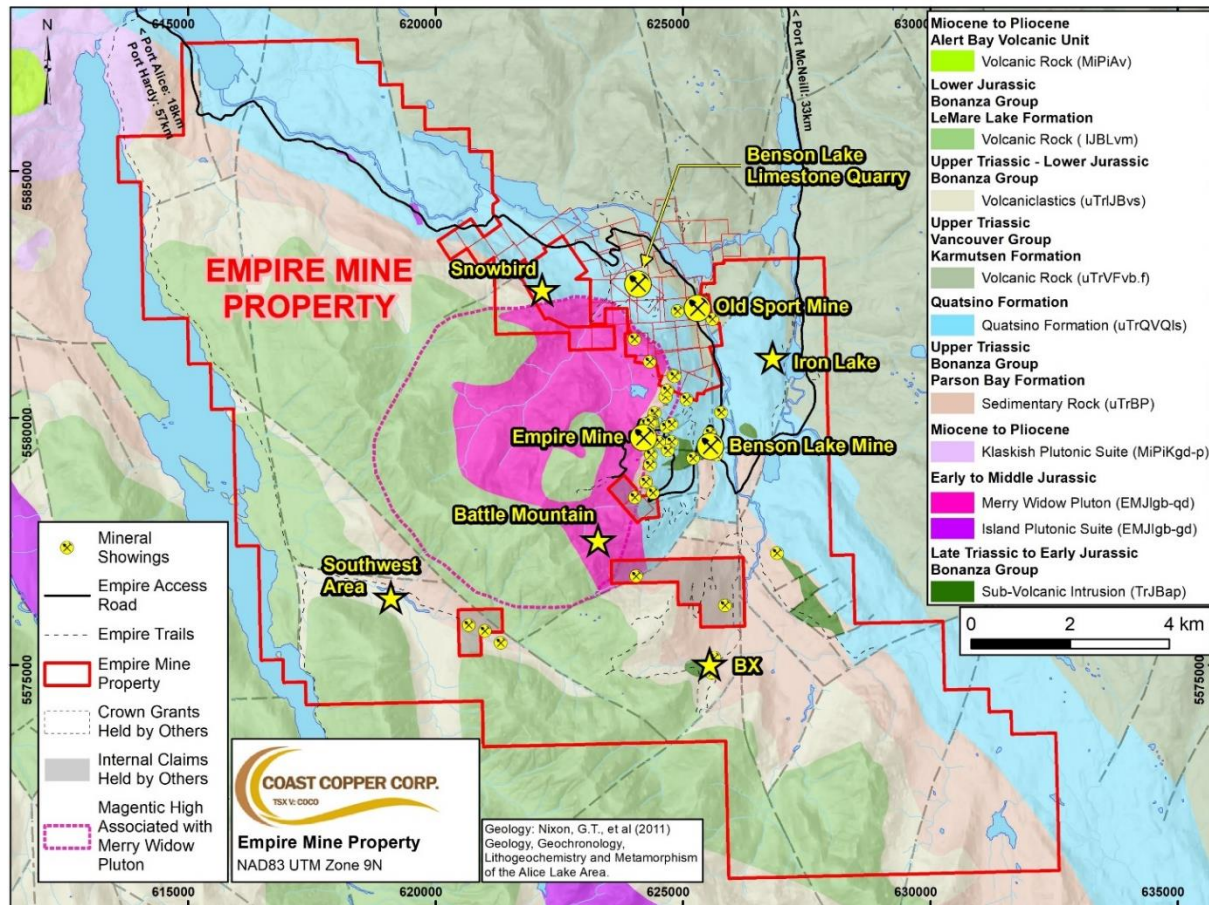 615000
620000
625000
630000
N
< Port Alice: 18km
Port Hardy: 57km
< Port McNeill: 33km
5585000
5580000
5575000
5575000
EMPIRE MINE
PROPERTY
Benson Lake
Limestone Quarry
Snowbird
Old Sport Mine
Iron Lake
Empire Mine
Benson Lake Mine
Battle Mountain
Southwest
Area
BX
Miocene to Pliocene
Alert Bay Volcanic Unit
Volcanic Rock (MiPiAv)
Lower Jurassic
Bonanza Group
LeMare Lake Formation
Volcanic Rock ( IJBLvm)
Upper Triassic - Lower Jurassic
Bonanza Group
Volcaniclastics (uTrIJBvs)
Upper Triassic
Vancouver Group
Karmutsen Formation
Volcanic Rock (uTrVFvb.f)
Quatsino Formation
Quatsino Formation (uTrQVQls)
Upper Triassic
Bonanza Group
Parson Bay Formation
Sedimentary Rock (uTrBP)
Miocene to Pliocene
Klaskish Plutonic Suite (MiPiKgd-p)
Early to Middle Jurassic
Merry Widow Pluton (EMJIgb-qd)
Island Plutonic Suite (EMJIgb-gd)
Late Triassic to Early Jurassic
Bonanza Group
Sub-Volcanic Intrusion (TrJBap)
0 2 4 km
Mineral
Showings
Empire Access
Road
Empire Trails
Empire Mine
Property
Crown Grants
Held by Others
Internal Claims
Held by Others
Magentic High
Associated with
Merry Widow
Pluton
COAST COPPER CORP.
TSX V: COCO
Empire Mine Property
NAD83 UTM Zone 9N
Geology: Nixon, G.T., et al (2011)
Geology, Geochronology,
Lithogeochemistry and Metamorphism
of the Alice Lake Area.
615000
620000
625000
630000
635000